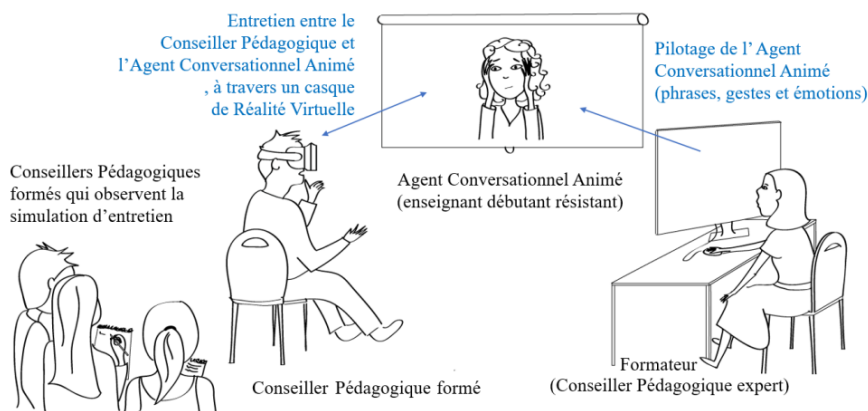 Entretien entre le
Conseiller Pédagogique et
l’Agent Conversationnel Animé
, à travers un casque
de Réalité Virtuelle
Pilotage de l’Agent
Conversationnel Animé
(phrases, gestes et émotions)
Conseillers Pédagogiques
formés qui observent la
simulation d’entretien
Agent Conversationnel Animé
(enseignant débutant résistant)
Conseiller Pédagogique formé
Formateur
(Conseiller Pédagogique expert)